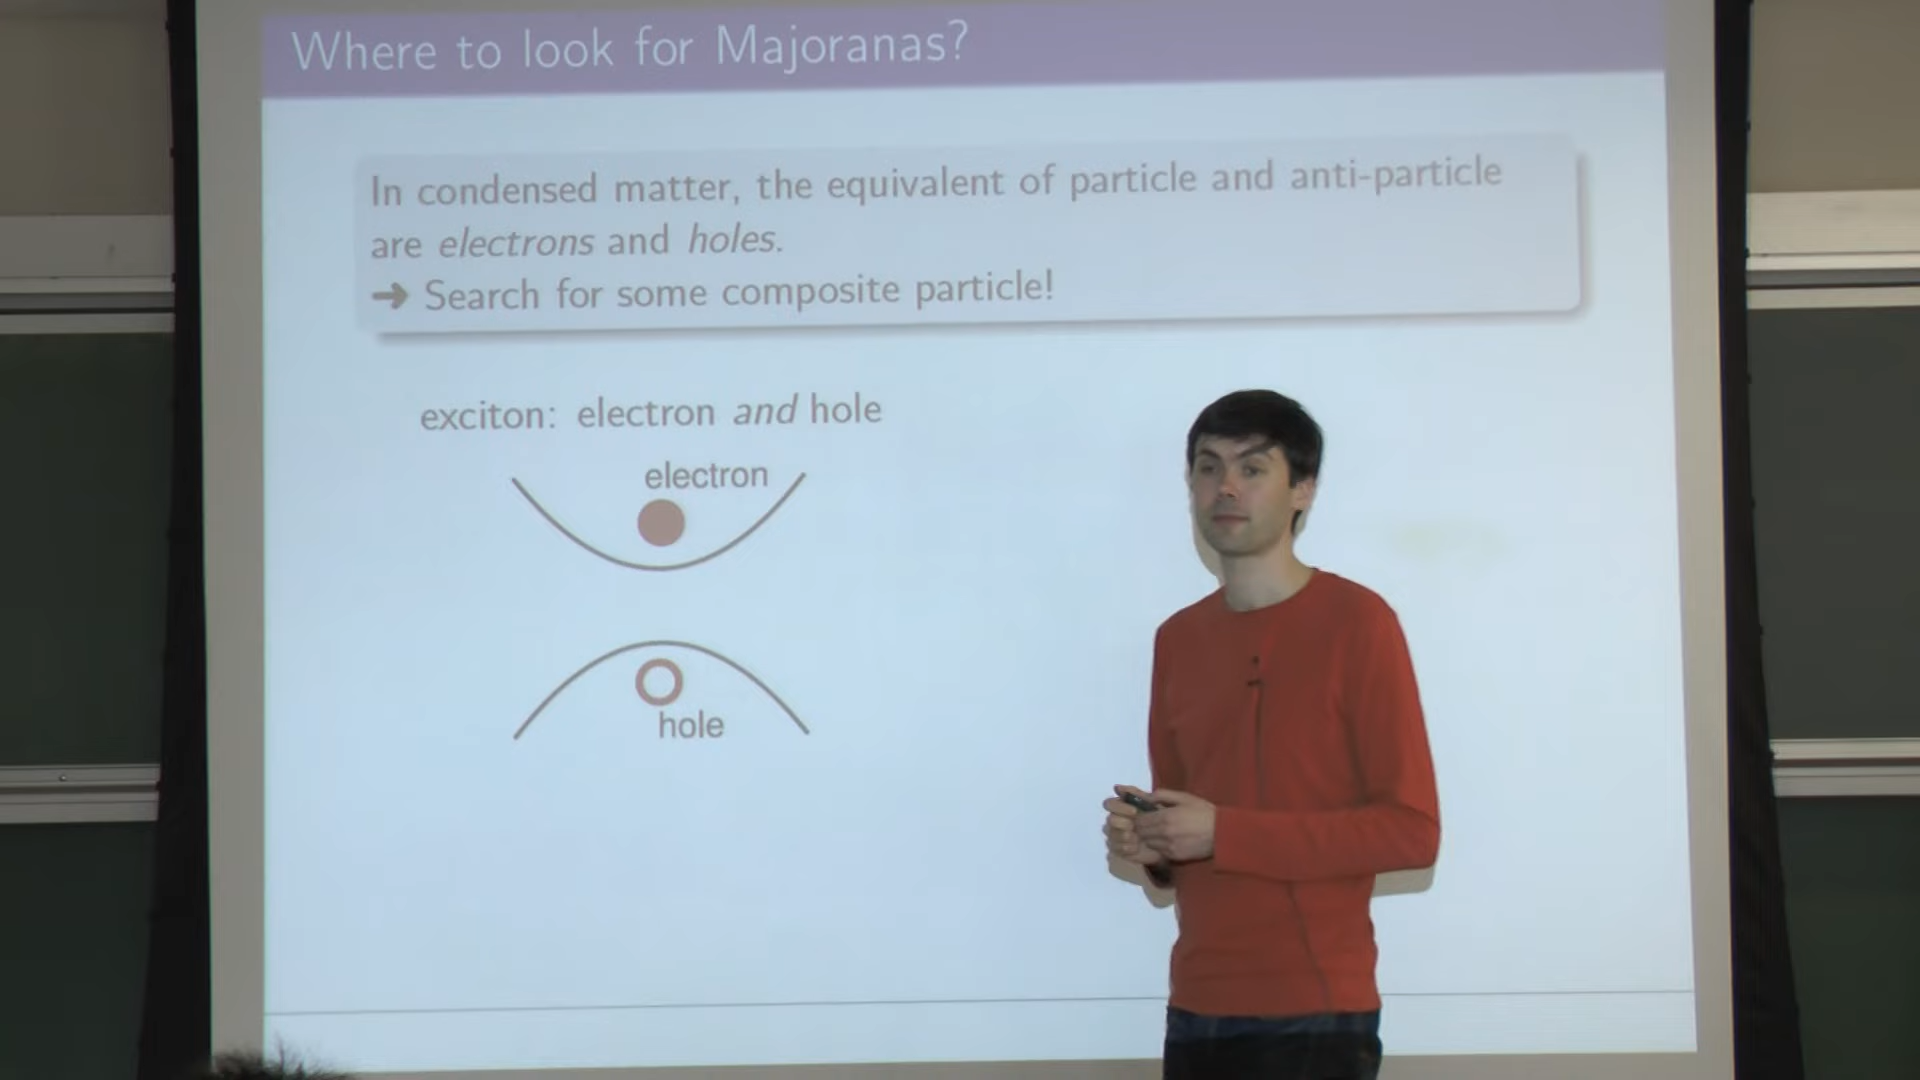 Where to look for Majoranas?
In condensed matter, the equivalent of particle and anti-particle
are electrons and holes.
➜ Search for some composite particle!
exciton: electron and hole
electron
hole